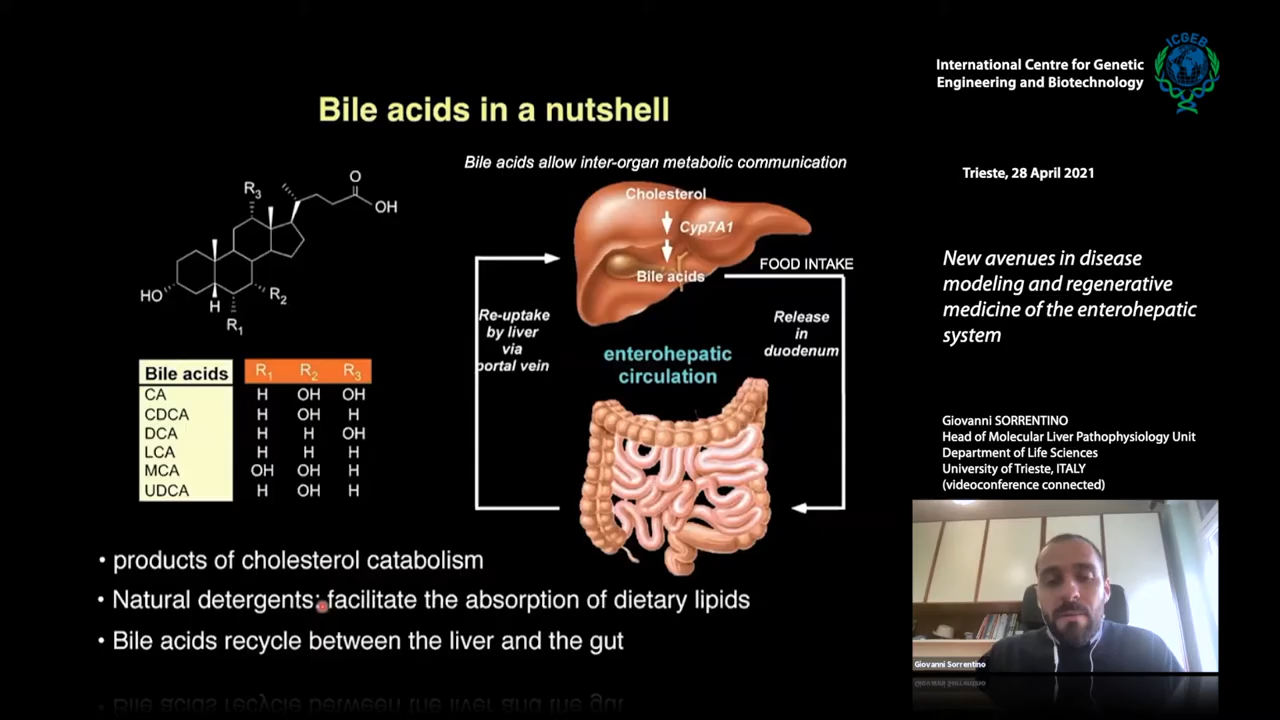 Bile acids in a nutshell
Bile acids allow inter-organ metabolic communication
R3
O
OH
HO
H
R2
R1
Cholesterol
Cyp7A1
Bile acids
FOOD INTAKE
Re-uptake
by liver
via
portal vein
Release
in
duodenum
enterohepatic
circulation
Bile acids R1 R2 R3
CA H OH OH
CDCA H OH H
DCA H H OH
LCA H H H
MCA OH OH H
UDCA H OH H
• products of cholesterol catabolism
• Natural detergents: facilitate the absorption of dietary lipids
• Bile acids recycle between the liver and the gut
International Centre for Genetic
Engineering and Biotechnology
ICGEB
Trieste, 28 April 2021
New avenues in disease
modeling and regenerative
medicine of the enterohepatic
system
Giovanni SORRENTINO
Head of Molecular Liver Pathophysiology Unit
Department of Life Sciences
University of Trieste, ITALY
(videoconference connected)
Giovanni Sorrentino